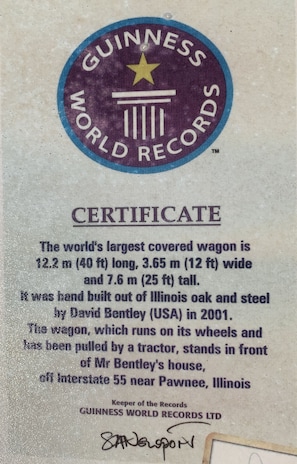 GUINNESS
WORLD RECORDS
TM
CERTIFICATE
The world's largest covered wagon is
12.2 m (40 ft) long, 3.65 m (12 ft) wide
and 7.6 m (25 ft) tall.
It was hand built out of Illinois oak and steel
by David Bentley (USA) in 2001.
The wagon, which runs on its wheels and
has been pulled by a tractor, stands in front
of Mr Bentley's house,
off Interstate 55 near Pawnee, Illinois
Keeper of the Records
GUINNESS WORLD RECORDS LTD